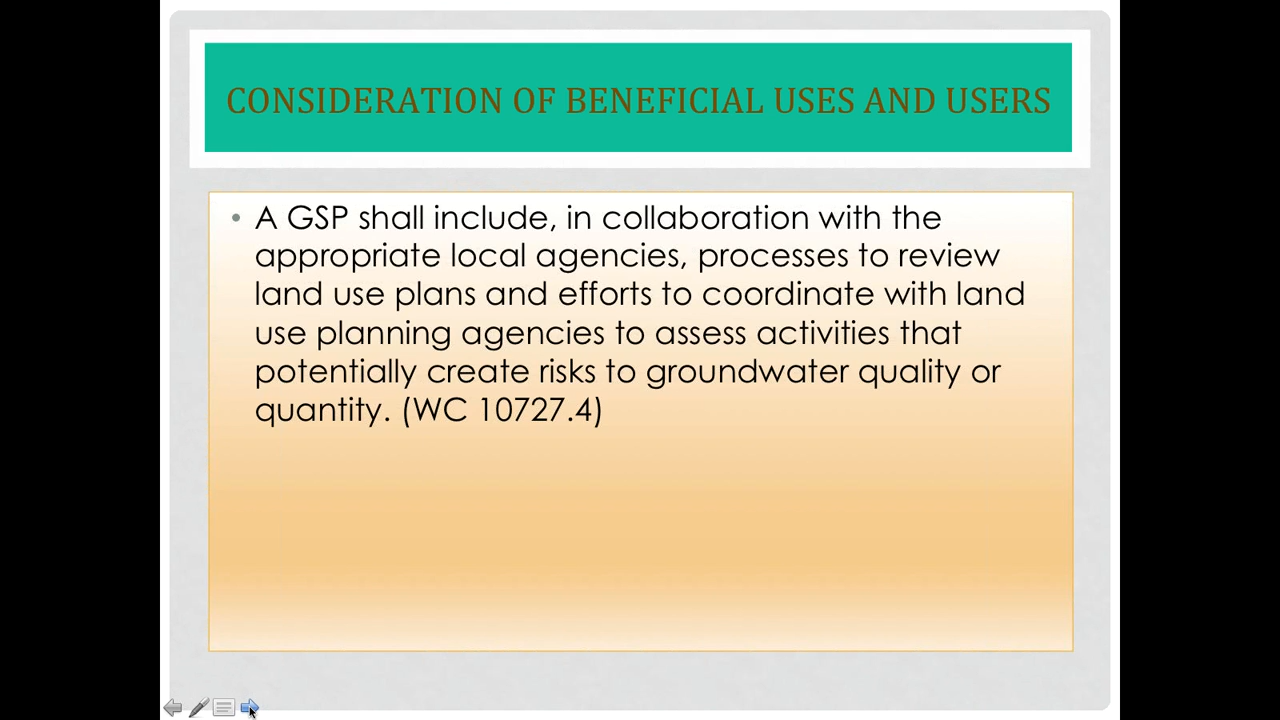 CONSIDERATION OF BENEFICIAL USES AND USERS
• A GSP shall include, in collaboration with the
appropriate local agencies, processes to review
land use plans and efforts to coordinate with land
use planning agencies to assess activities that
potentially create risks to groundwater quality or
quantity. (WC 10727.4)